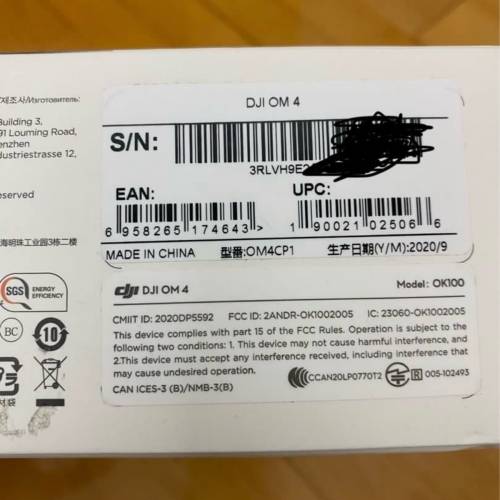 제조사/Изготовитель:
Building 3,
91 Louming Road,
enzhen
dustriestrasse 12,
eserved
海明珠工业园3栋二楼
SGS ENERGY EFFICIENCY
BC
10
DJI OM 4
S/N:
3RLVH9E2
EAN:
UPC:
6 958265 174643 >
1 90021 02506 6
MADE IN CHINA 型番:OM4CP1 生产日期(Y/M):2020/9
dji DJI OM 4 Model: OK100
CMIIT ID: 2020DP5592 FCC ID: 2ANDR-OK1002005 IC: 23060-OK1002005
This device complies with part 15 of the FCC Rules. Operation is subject to the
following two conditions: 1. This device may not cause harmful interference, and
2.This device must accept any interference received, including interference that
may cause undesired operation.
CAN ICES-3 (B)/NMB-3(B)
CCAN20LP0770T2
R 005-102493